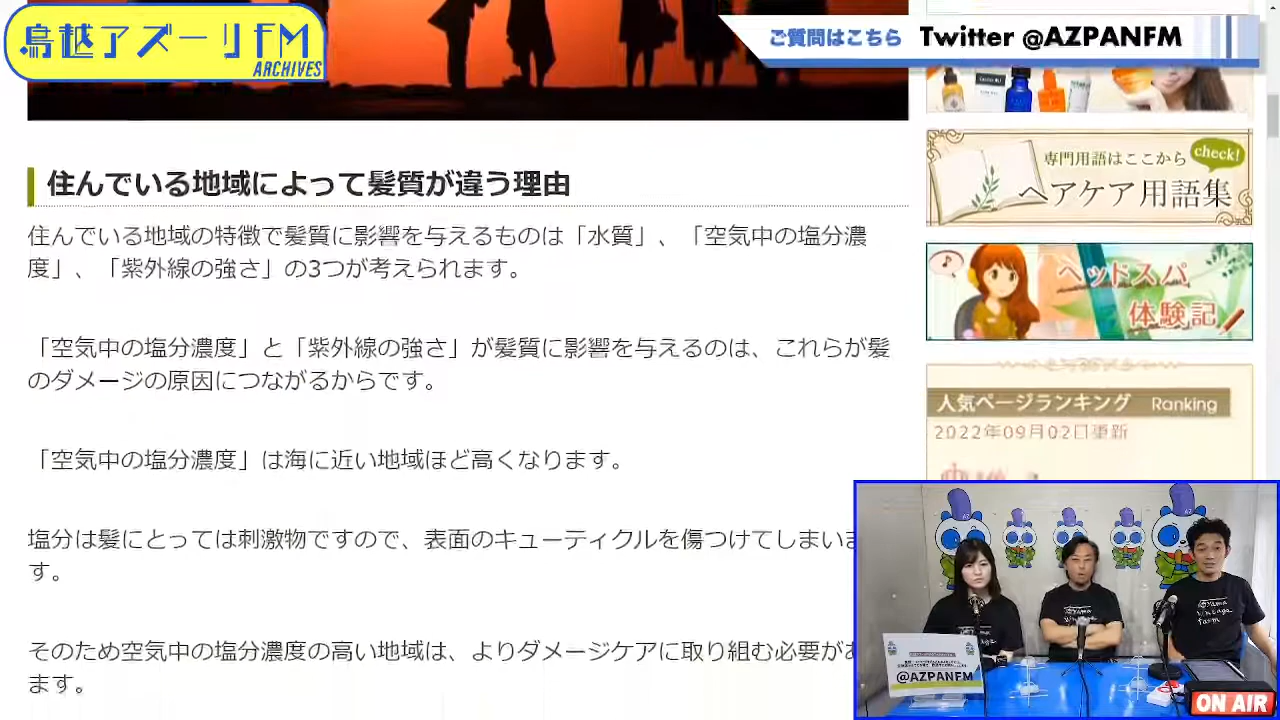 鳥越アズーリFM
ARCHIVES
ご質問はこちら Twitter @AZPANFM
住んでいる地域によって髪質が違う理由
住んでいる地域の特徴で髪質に影響を与えるものは「水質」、「空気中の塩分濃
度」、「紫外線の強さ」の3つが考えられます。
「空気中の塩分濃度」と「紫外線の強さ」が髪質に影響を与えるのは、これらが髪
のダメージの原因につながるからです。
「空気中の塩分濃度」は海に近い地域ほど高くなります。
塩分は髪にとっては刺激物ですので、表面のキューティクルを傷つけてしまいま
す。
そのため空気中の塩分濃度の高い地域は、よりダメージケアに取り組む必要があ
ます。
専門用語はここから
check!
ヘアケア用語集
ヘッドスパ
体験記
人気ページランキング Ranking
2022年09月02日更新
@AZPANFM
ON AIR